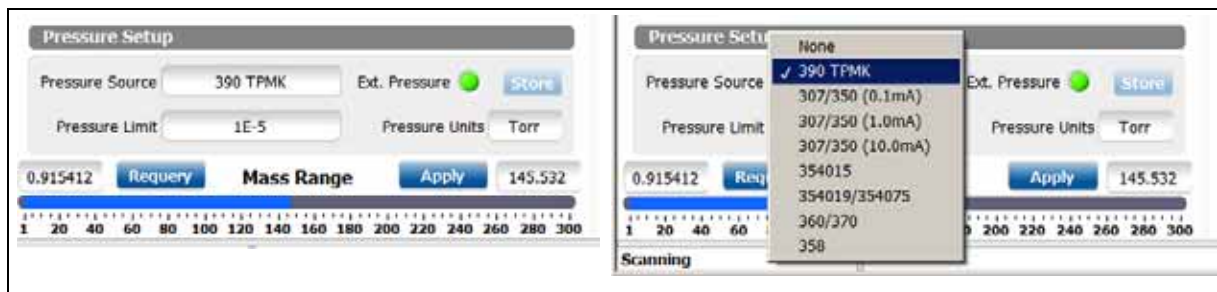 Pressure Setup
Pressure Source 390 TPMK Ext. Pressure Store
Pressure Limit 1E-5 Pressure Units Torr
0.915412 Requery Mass Range Apply 145.532
1 20 40 60 80 100 120 140 160 180 200 220 240 260 280 300
Pressure Setu
Pressure Source Ext. Pressure Store
Pressure Limit Pressure Units Torr
None
✓ 390 TPMK
307/350 (0.1mA)
307/350 (1.0mA)
307/350 (10.0mA)
354015
354019/354075
360/370
358
0.915412 Req Apply 145.532
1 20 40 60 0 200 220 240 260 280 300
Scanning